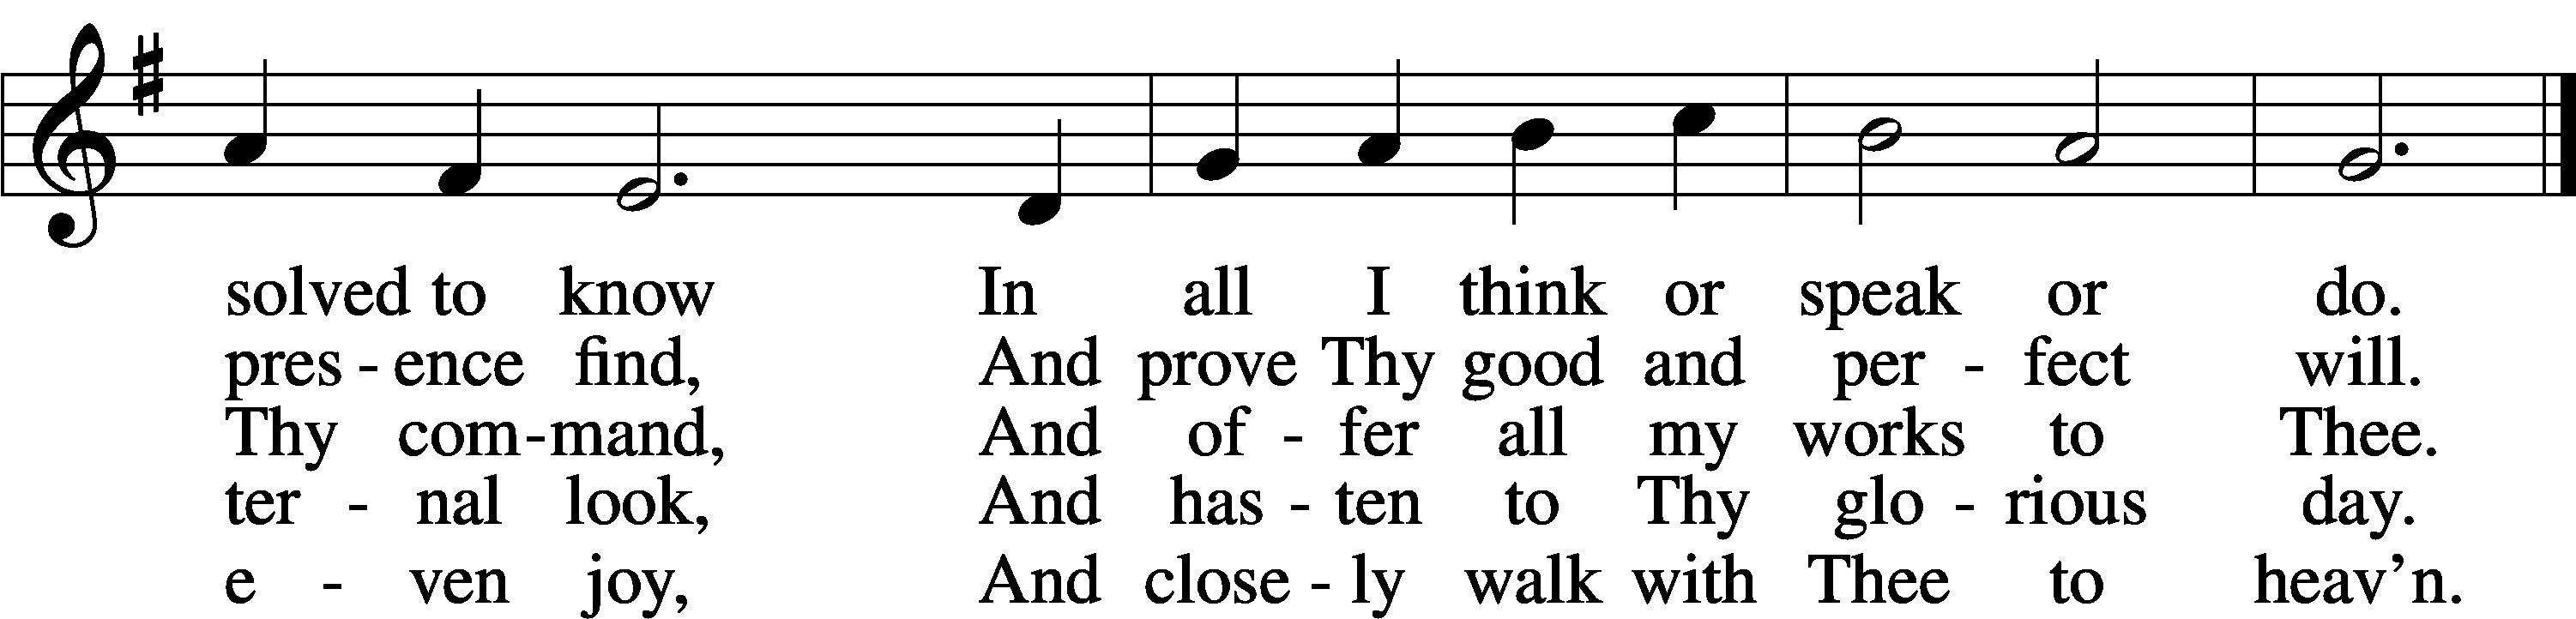 solved to know In all I think or speak or do.
pres - ence find, And prove Thy good and per - fect will.
Thy com - mand, And of - fer all my works to Thee.
ter - nal look, And has - ten to Thy glo - rious day.
e - ven joy, And close - ly walk with Thee to heav’n.